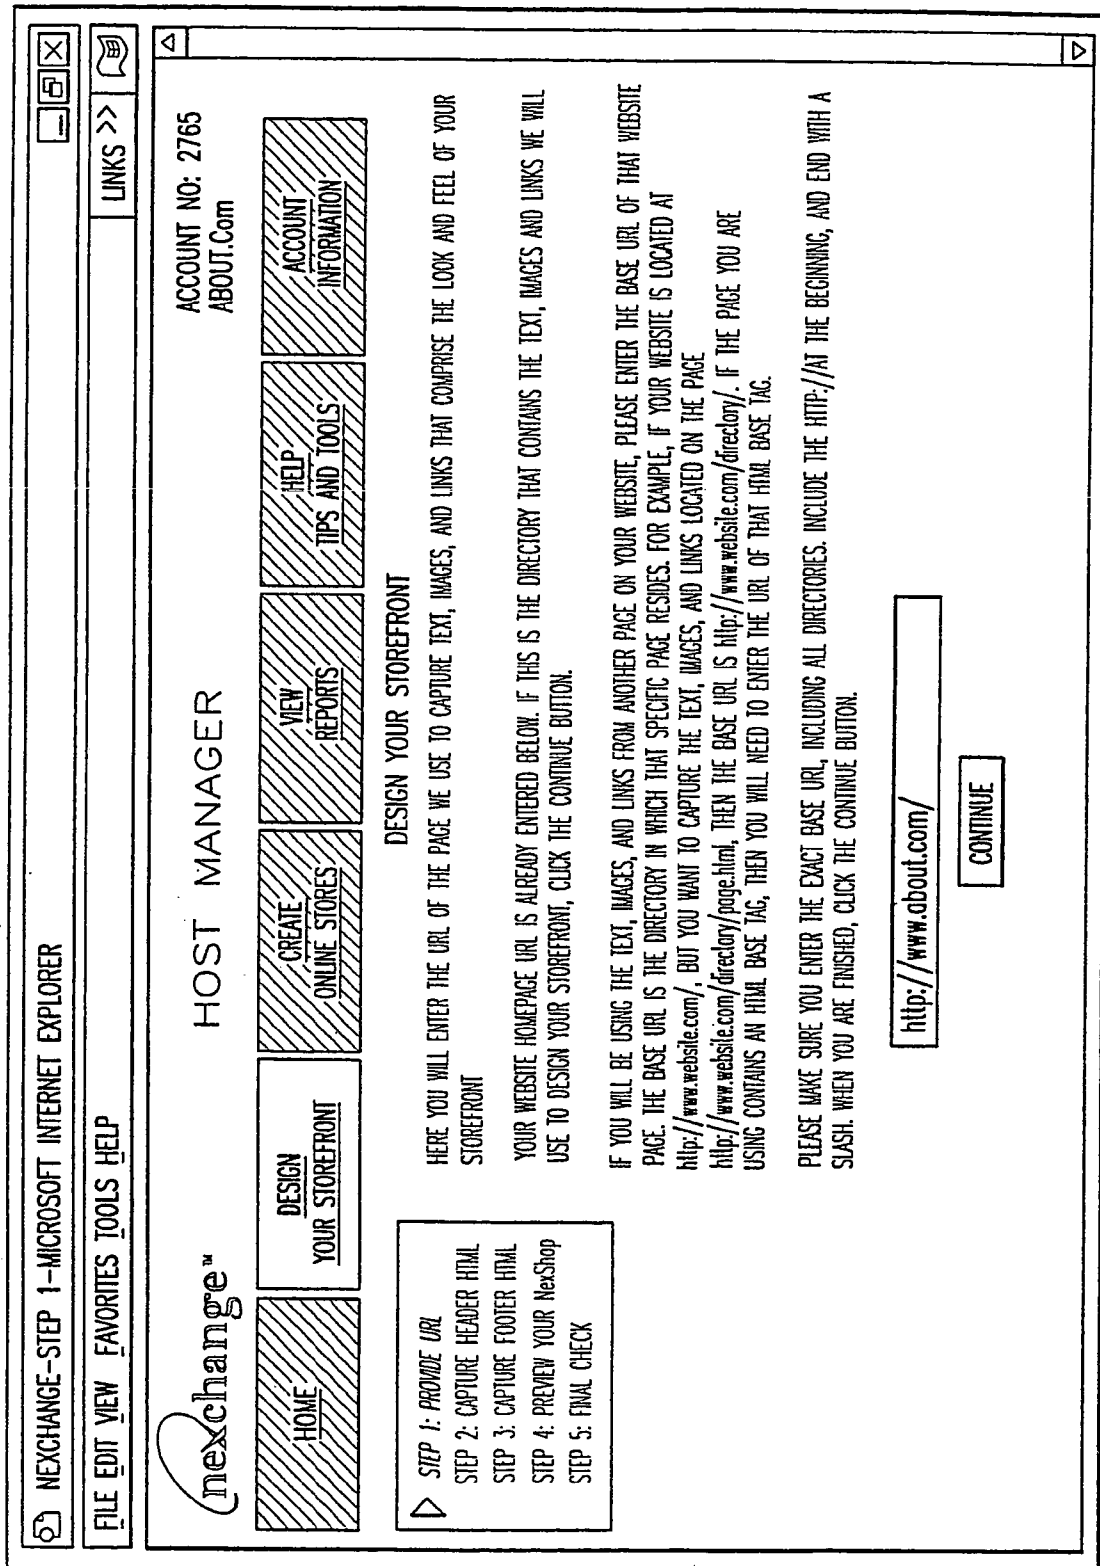 NEXCHANGE-STEP 1-MICROSOFT INTERNET EXPLORER
FILE EDIT VIEW FAVORITES TOOLS HELP
LINKS >>
nexchange™
HOST MANAGER
ACCOUNT NO: 2765
ABOUT.Com
HOME
DESIGN
YOUR STOREFRONT
CREATE
ONLINE STORES
VIEW
REPORTS
HELP
TIPS AND TOOLS
ACCOUNT
INFORMATION
STEP 1: PROVIDE URL
STEP 2: CAPTURE HEADER HTML
STEP 3: CAPTURE FOOTER HTML
STEP 4: PREVIEW YOUR NexShop
STEP 5: FINAL CHECK
DESIGN YOUR STOREFRONT
HERE YOU WILL ENTER THE URL OF THE PAGE WE USE TO CAPTURE TEXT, IMAGES, AND LINKS THAT COMPRISE THE LOOK AND FEEL OF YOUR
STOREFRONT
YOUR WEBSITE HOMEPAGE URL IS ALREADY ENTERED BELOW. IF THIS IS THE DIRECTORY THAT CONTAINS THE TEXT, IMAGES AND LINKS WE WILL
USE TO DESIGN YOUR STOREFRONT, CLICK THE CONTINUE BUTTON.
IF YOU WILL BE USING THE TEXT, IMAGES, AND LINKS FROM ANOTHER PAGE ON YOUR WEBSITE, PLEASE ENTER THE BASE URL OF THAT WEBSITE
PAGE. THE BASE URL IS THE DIRECTORY IN WHICH THAT SPECIFIC PAGE RESIDES. FOR EXAMPLE, IF YOUR WEBSITE IS LOCATED AT
http://www.website.com/, BUT YOU WANT TO CAPTURE THE TEXT, IMAGES, AND LINKS LOCATED ON THE PAGE
http://www.website.com/directory/page.html, THEN THE BASE URL IS http://www.website.com/directory/. IF THE PAGE YOU ARE
USING CONTAINS AN HTML BASE TAG, THEN YOU WILL NEED TO ENTER THE URL OF THAT HTML BASE TAG.
PLEASE MAKE SURE YOU ENTER THE EXACT BASE URL, INCLUDING ALL DIRECTORIES. INCLUDE THE HTTP://AT THE BEGINNING, AND END WITH A
SLASH. WHEN YOU ARE FINISHED, CLICK THE CONTINUE BUTTON.
http://www.about.com/
CONTINUE